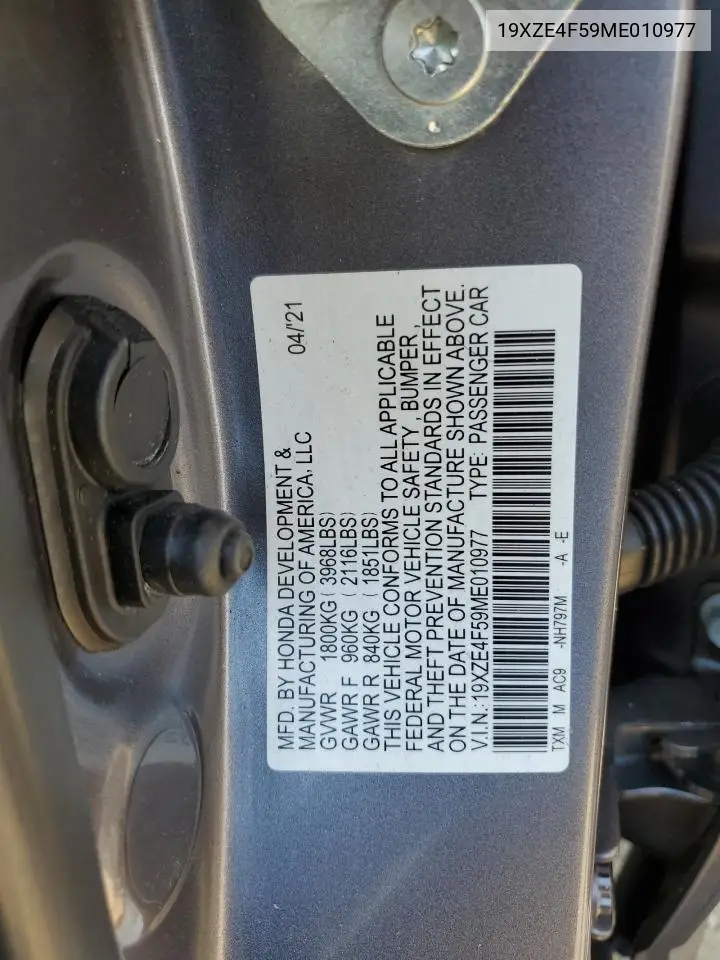 19XZE4F59ME010977
MFD. BY HONDA DEVELOPMENT & 04/'21
MANUFACTURING OF AMERICA, LLC
GVWR 1800KG ( 3968LBS)
GAWR F 960KG ( 2116LBS)
GAWR R 840KG ( 1851LBS)
THIS VEHICLE CONFORMS TO ALL APPLICABLE
FEDERAL MOTOR VEHICLE SAFETY , BUMPER ,
AND THEFT PREVENTION STANDARDS IN EFFECT
ON THE DATE OF MANUFACTURE SHOWN ABOVE.
V.I.N.:19XZE4F59ME010977 TYPE: PASSENGER CAR
TXM M AC9 -NH797M -A -E